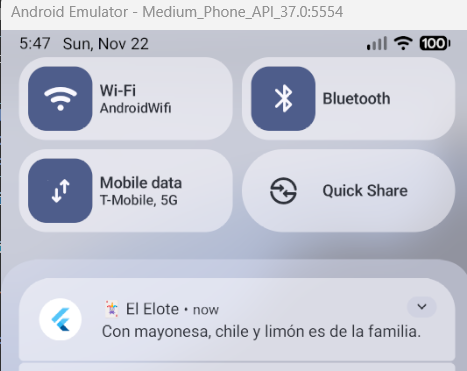 Android Emulator - Medium_Phone_API_37.0:5554
5:47 Sun, Nov 22 100
Wi-Fi
AndroidWifi
Bluetooth
Mobile data
T-Mobile, 5G
Quick Share
🃏 El Elote • now
Con mayonesa, chile y limón es de la familia.